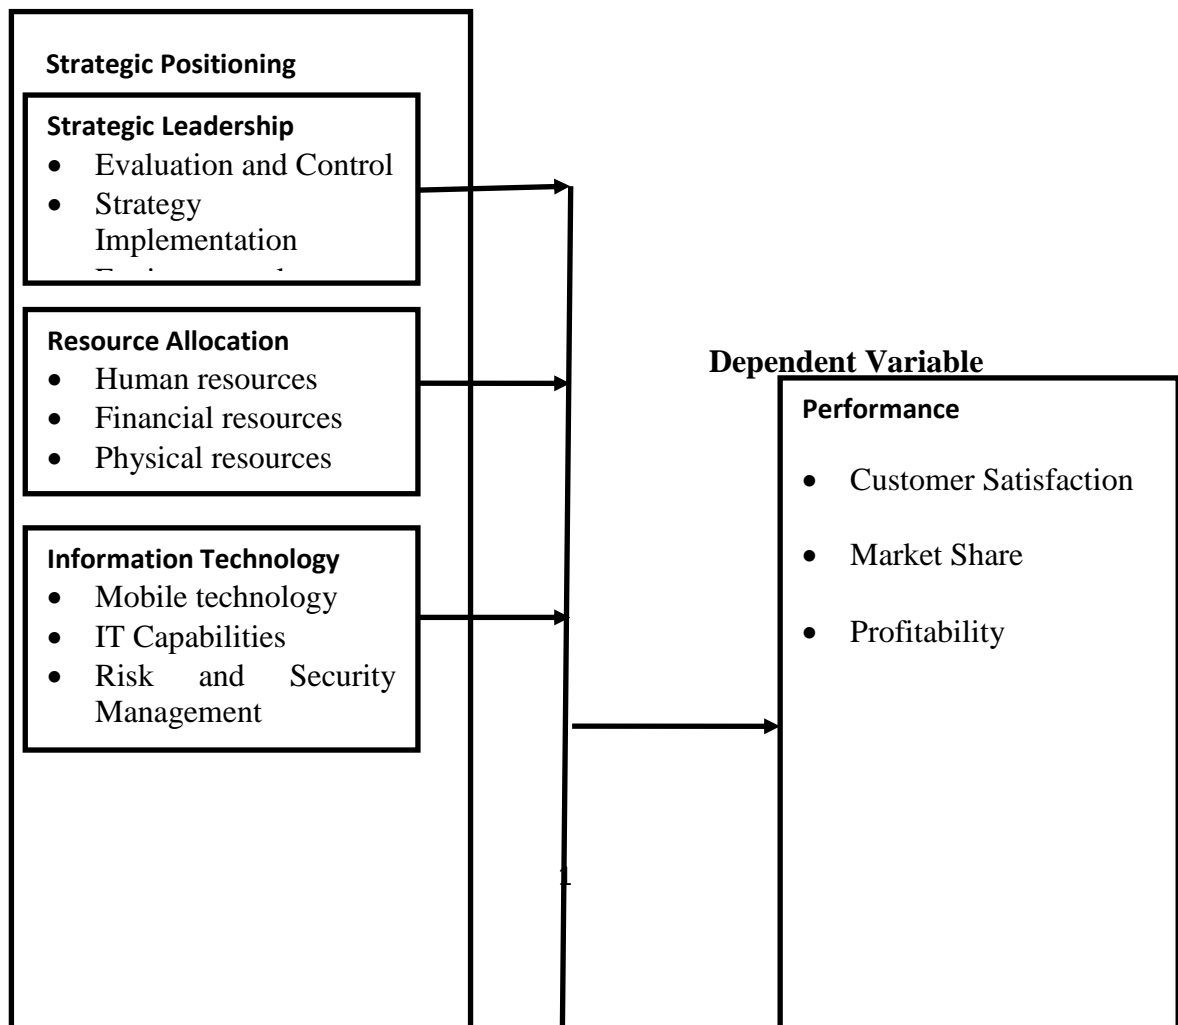 Strategic Positioning
Strategic Leadership
• Evaluation and Control
• Strategy
Implementation
Resource Allocation
• Human resources
• Financial resources
• Physical resources
Information Technology
• Mobile technology
• IT Capabilities
• Risk and Security
Management
Dependent Variable
Performance
• Customer Satisfaction
• Market Share
• Profitability
1